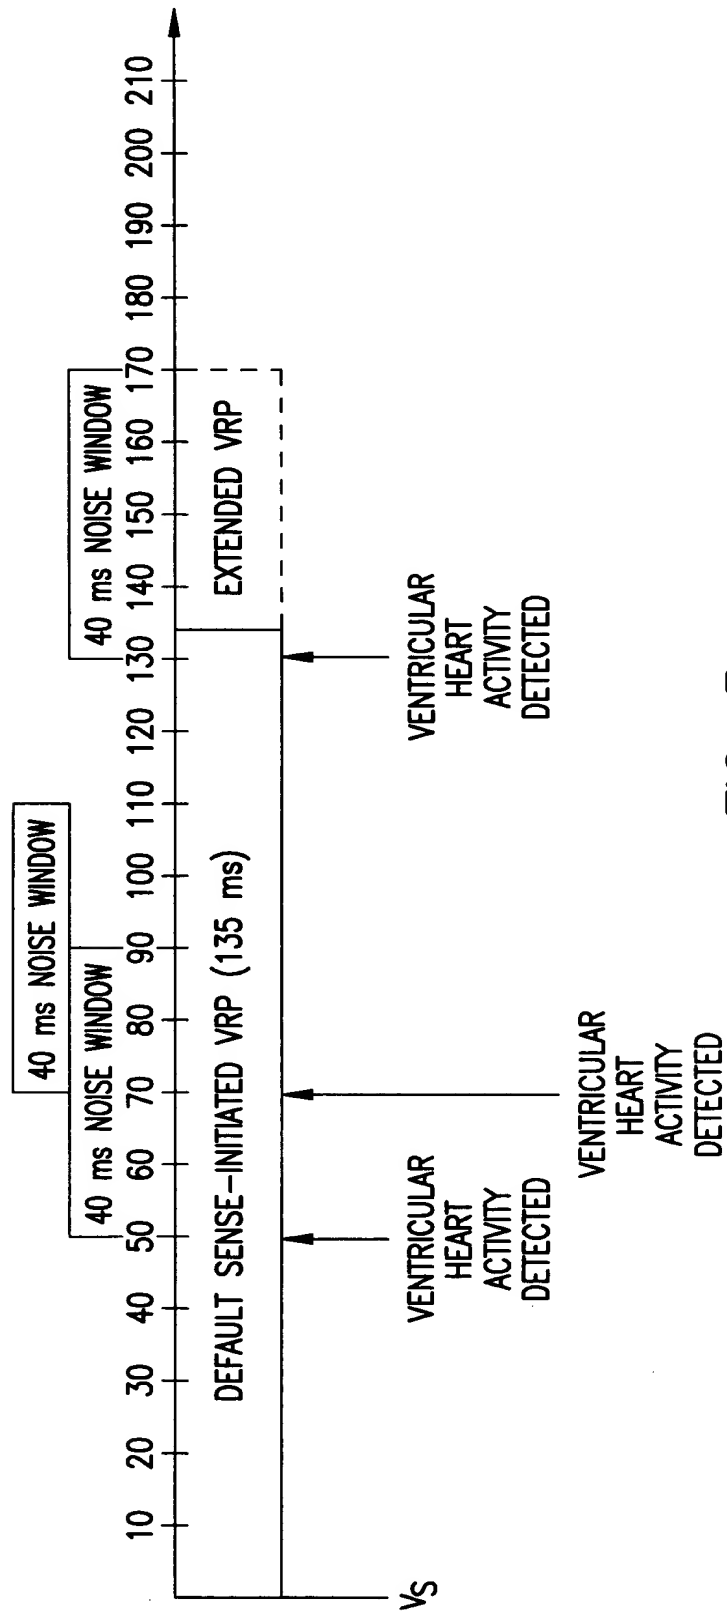 40 ms NOISE WINDOW
40 ms NOISE WINDOW
40 ms NOISE WINDOW
10 20 30 40 50 60 70 80 90 100 110 120 130 140 150 160 170 180 190 200 210
DEFAULT SENSE-INITIATED VRP (135 ms)
EXTENDED VRP
VS
VENTRICULAR
HEART
ACTIVITY
DETECTED
VENTRICULAR
HEART
ACTIVITY
DETECTED
VENTRICULAR
HEART
ACTIVITY
DETECTED